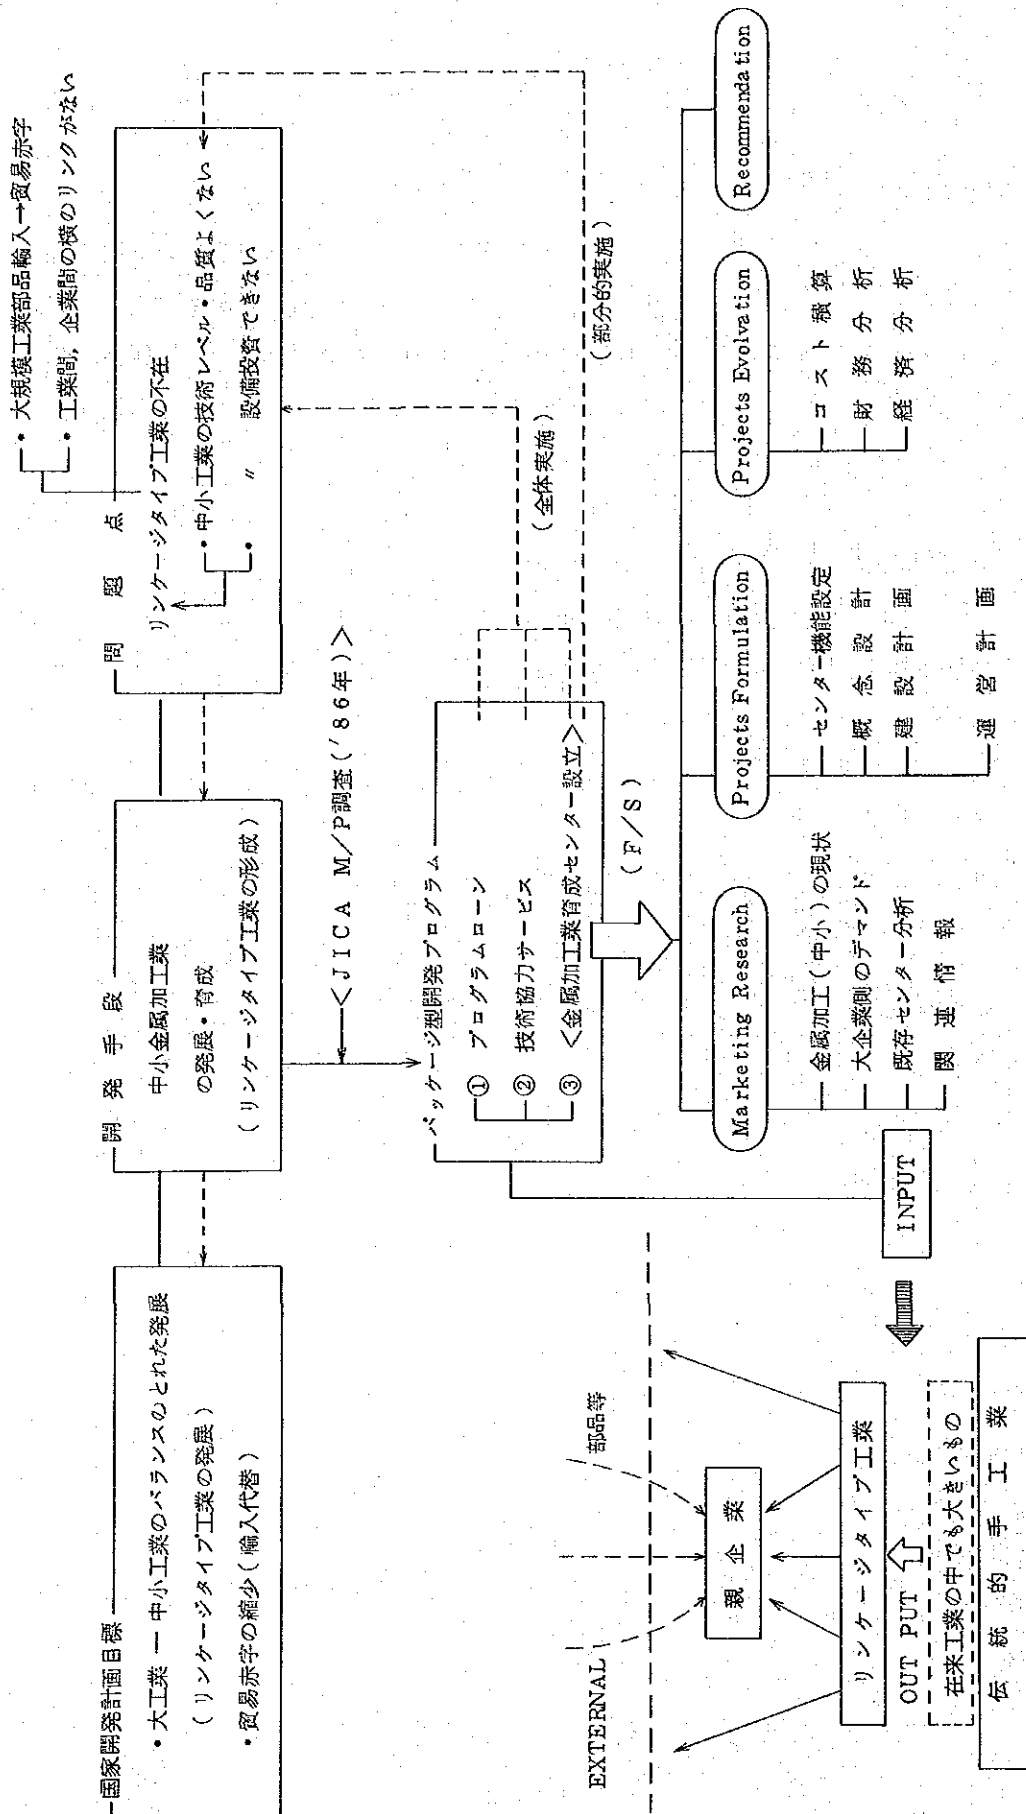 国家開発計画目標
• 大工業 ー 中小工業のバランスのとれた発展
(リンケージタイプ工業の発展)
• 貿易赤字の縮少(輸入代替)
開発手段
中小金属加工業
の発展・育成
(リンケージタイプ工業の形成)
問題点
• 大規模工業部品輸入→貿易赤字
• 工業間, 企業間の横のリンクがない
リンケージタイプ工業の不在
• 中小工業の技術レベル・品質よくない
• 〃 設備投資できない
<JICA M/P調査('86年)>
パッケージ型開発プログラム
① プログラムローン
② 技術協力サービス
③ <金属加工業育成センター設立>
(全体実施)
(部分的実施)
(F/S)
Marketing Research
金属加工(中小)の現状
大企業側のデマンド
既存センター分析
関連情報
Projects Formulation
センター機能設定
概念設計
建設計画
運営計画
Projects Evolvation
コスト積算
財務分析
経済分析
Recommendation
INPUT
EXTERNAL
部品等
親企業
リンケージタイプ工業
OUT PUT
在来工業の中でも大きいもの
伝統的手工業